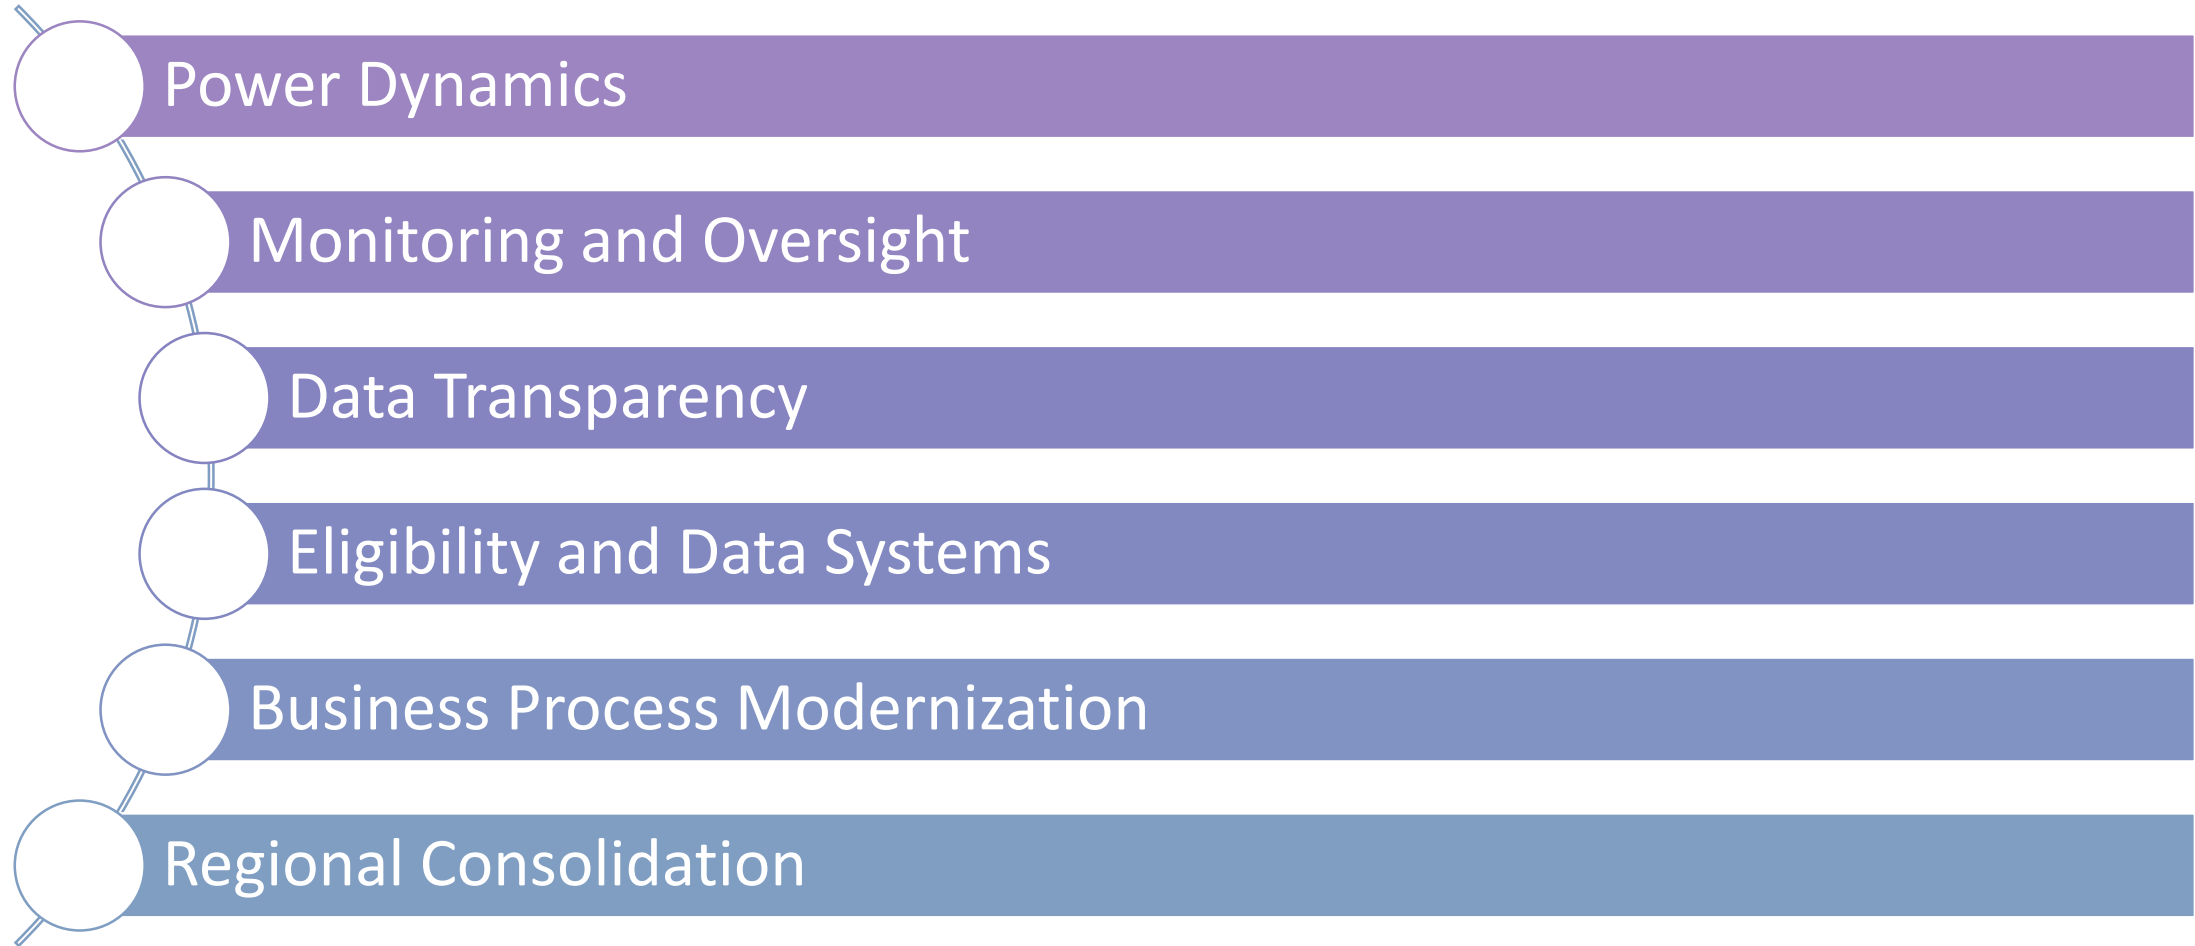 Power Dynamics
Monitoring and Oversight
Data Transparency
Eligibility and Data Systems
Business Process Modernization
Regional Consolidation